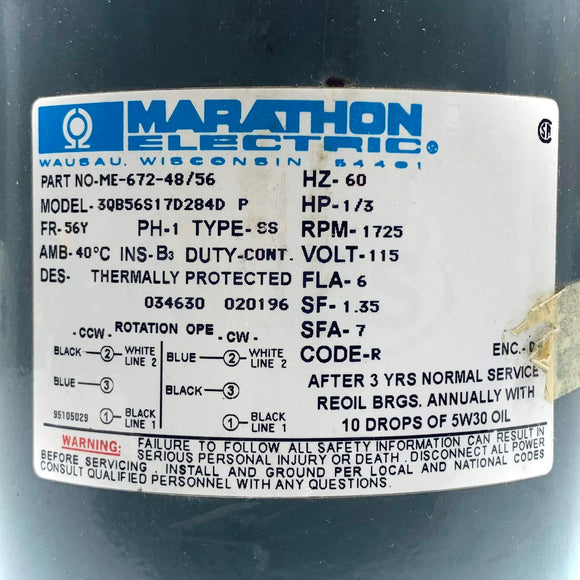 MARATHON
ELECTRIC®
WAUSAU, WISCONSIN 54401
PART NO-ME-672-48/56 HZ- 60
MODEL- 3QB56S17D284D P HP-1/3
FR-56Y PH-1 TYPE-SS RPM-1725
AMB-40°C INS-B3 DUTY-CONT. VOLT-115
DES- THERMALLY PROTECTED FLA-6
034630 020196 SF-1.35
ROTATION OPE SFA-7
-CCW- -CW- CODE-R ENC.-
BLACK 2 WHITE LINE 2 BLUE 2 WHITE LINE 2
BLUE 3 BLACK 3
95105029 1 BLACK LINE 1 1 BLACK LINE 1
AFTER 3 YRS NORMAL SERVICE
REOIL BRGS. ANNUALLY WITH
10 DROPS OF 5W30 OIL
WARNING: FAILURE TO FOLLOW ALL SAFETY INFORMATION CAN RESULT IN
SERIOUS PERSONAL INJURY OR DEATH. DISCONNECT ALL POWER
BEFORE SERVICING. INSTALL AND GROUND PER LOCAL AND NATIONAL CODES
CONSULT QUALIFIED PERSONNEL WITH INQUIRIES.